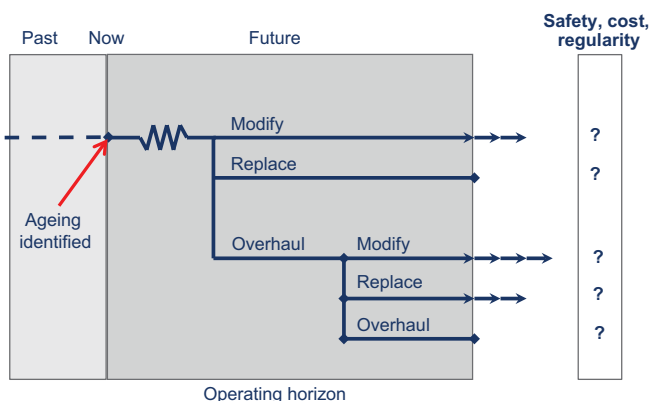 Safety, cost,
regularity
Past Now Future
Modify
?
Replace
?
Ageing
identified
Overhaul Modify
?
Replace
?
Overhaul
?
Operating horizon